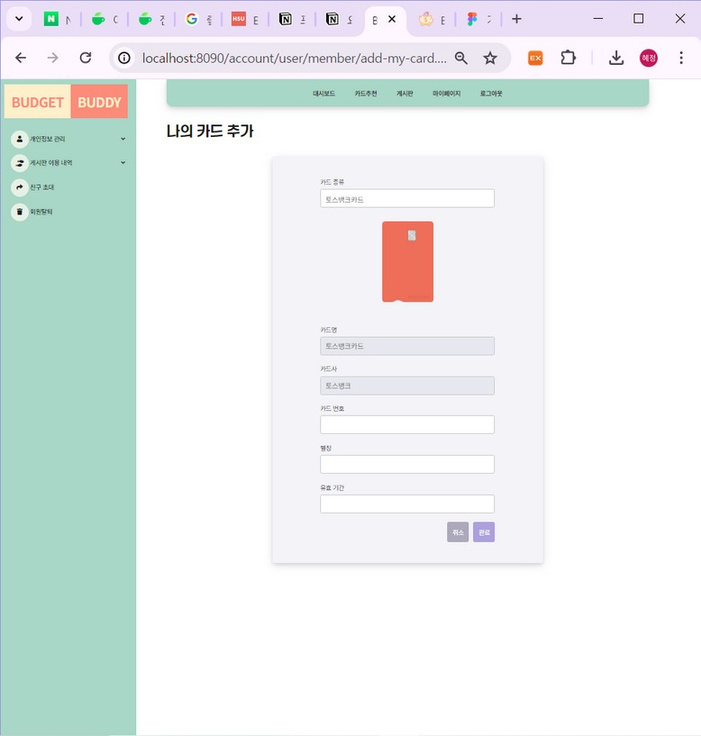 localhost:8090/account/user/member/add-my-card....
EX
혜정
BUDGET BUDDY
대시보드 카드추천 게시판 마이페이지 로그아웃
개인정보 관리
게시판 이용 내역
친구 초대
회원탈퇴
나의 카드 추가
카드 종류
토스뱅크카드
카드명
토스뱅크카드
카드사
토스뱅크
카드 번호
별칭
유효 기간
취소 완료